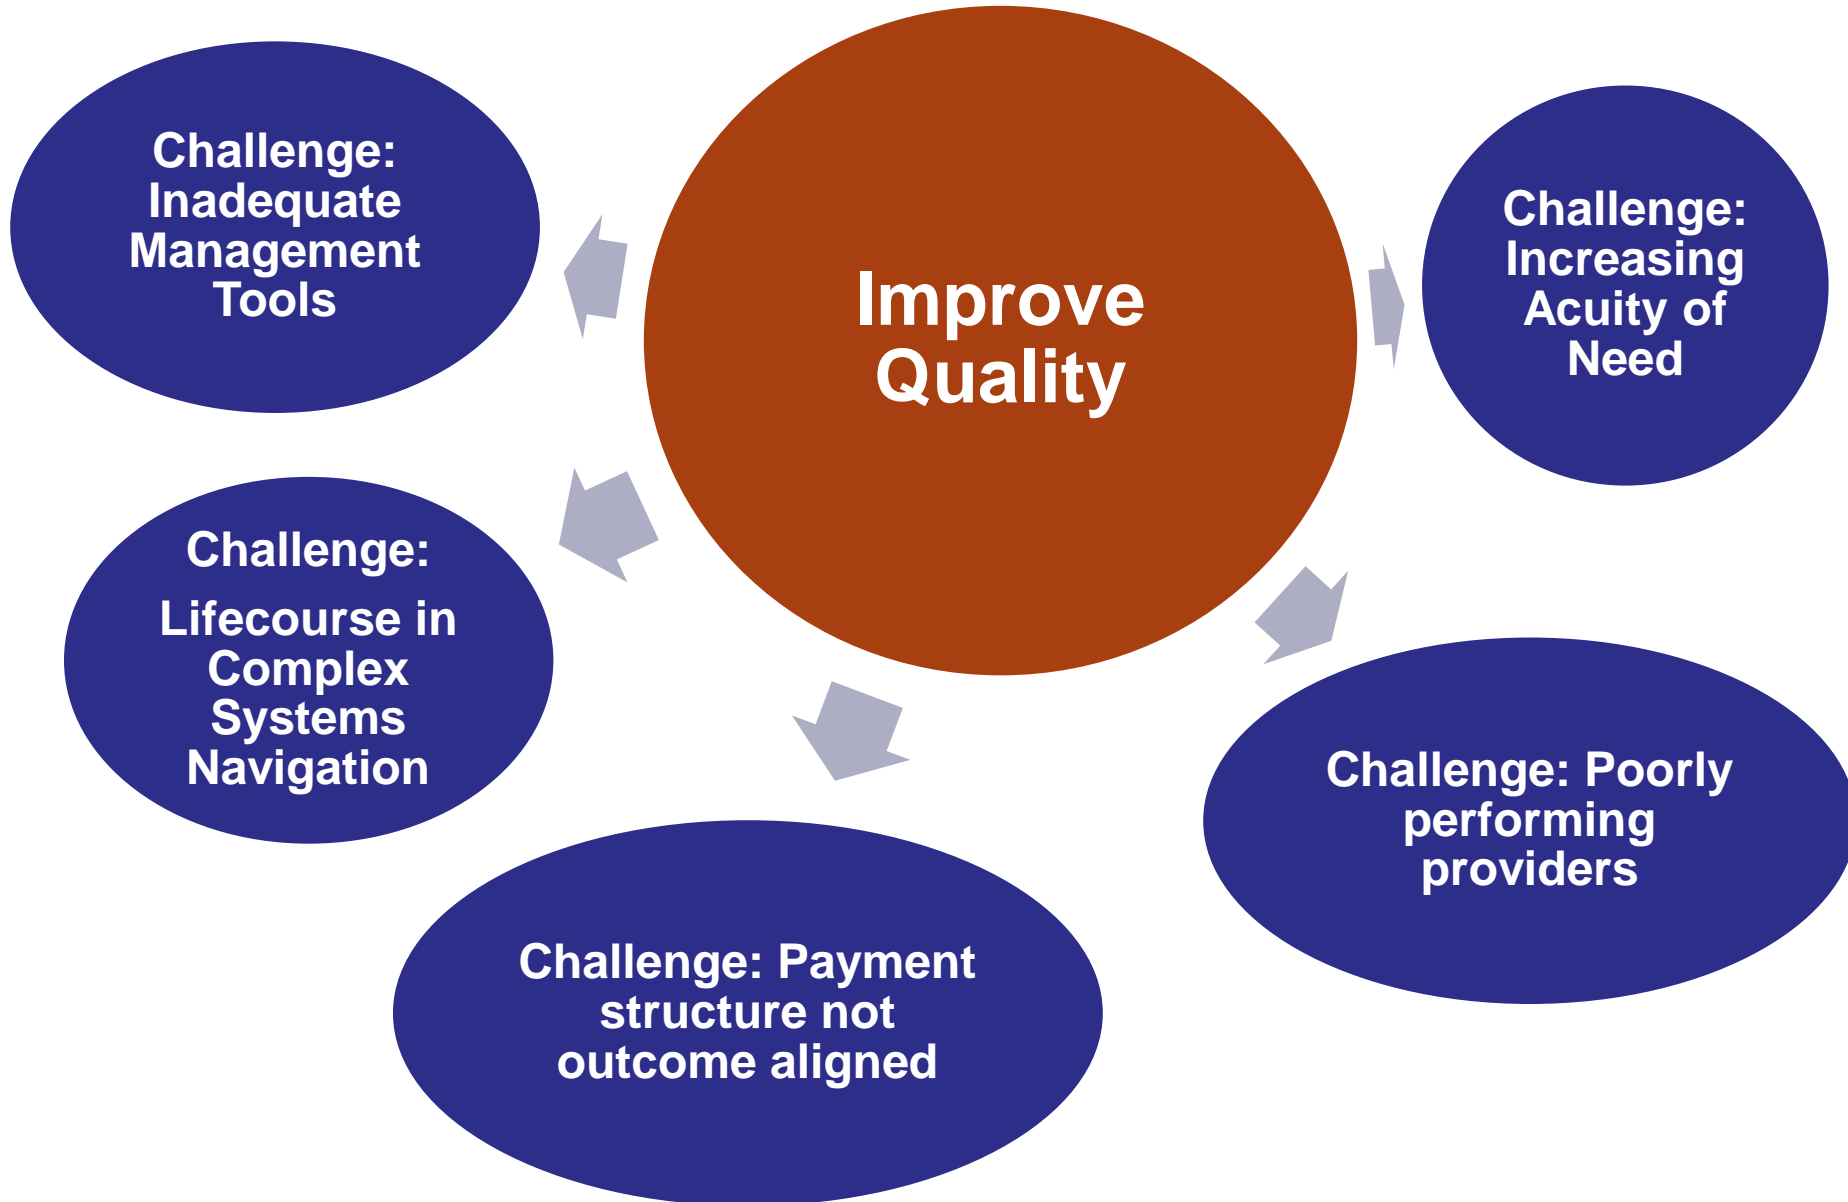 Improve
Quality
Challenge:
Inadequate
Management
Tools
Challenge:
Increasing
Acuity of
Need
Challenge:
Lifecourse in
Complex
Systems
Navigation
Challenge: Poorly
performing
providers
Challenge: Payment
structure not
outcome aligned